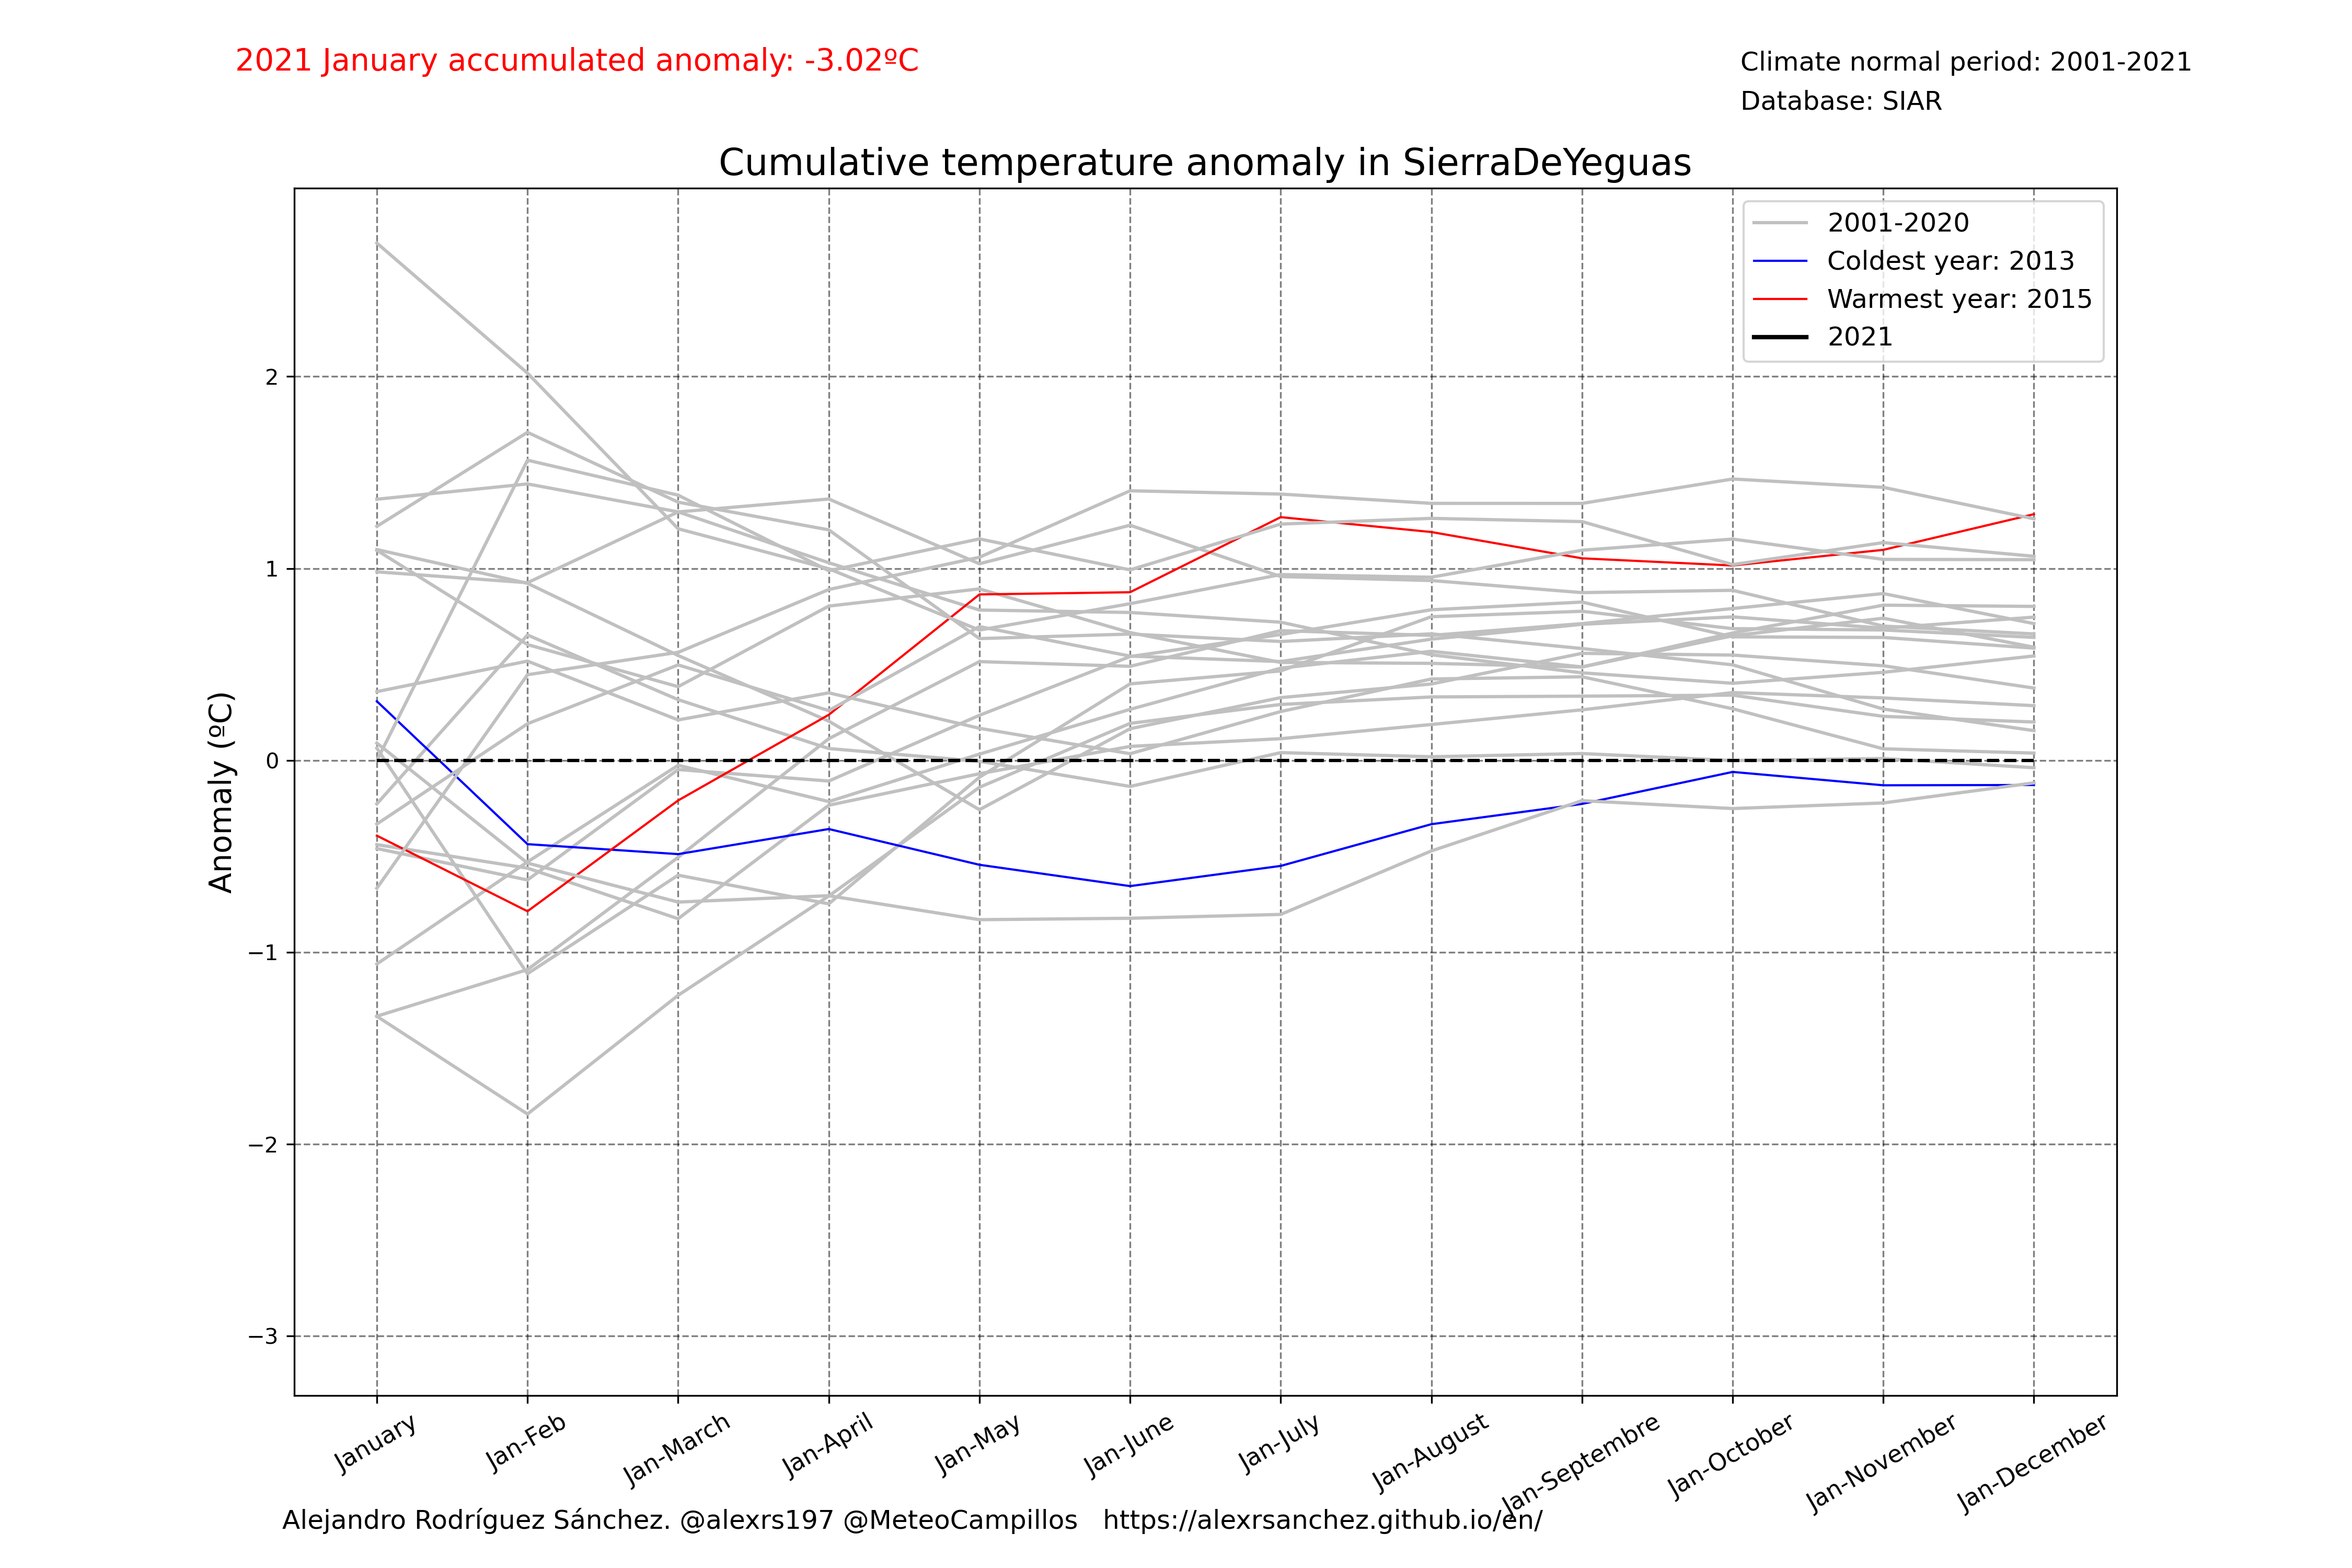 2021 January accumulated anomaly: -3.02ºC
Climate normal period: 2001-2021
Database: SIAR
Cumulative temperature anomaly in SierraDeYeguas
2001-2020
Coldest year: 2013
Warmest year: 2015
2021
Anomaly (ºC)
2
1
0
−1
−2
−3
January
Jan-Feb
Jan-March
Jan-April
Jan-May
Jan-June
Jan-July
Jan-August
Jan-Septembre
Jan-October
Jan-November
Jan-December
Alejandro Rodríguez Sánchez. @alexrs197 @MeteoCampillos   https://alexrsanchez.github.io/en/